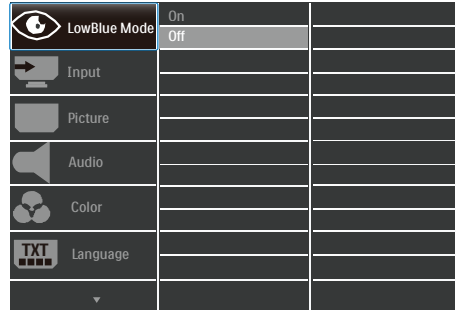 LowBlue Mode
On
Off
Input
Picture
Audio
Color
TXT
Language